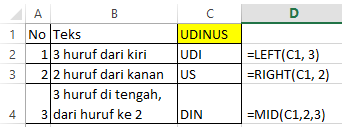 A B C D
1 No Teks UDINUS
2 1 3 huruf dari kiri UDI =LEFT(C1, 3)
3 2 2 huruf dari kanan US =RIGHT(C1, 2)
3 huruf di tengah,
4 3 dari huruf ke 2 DIN =MID(C1,2,3)